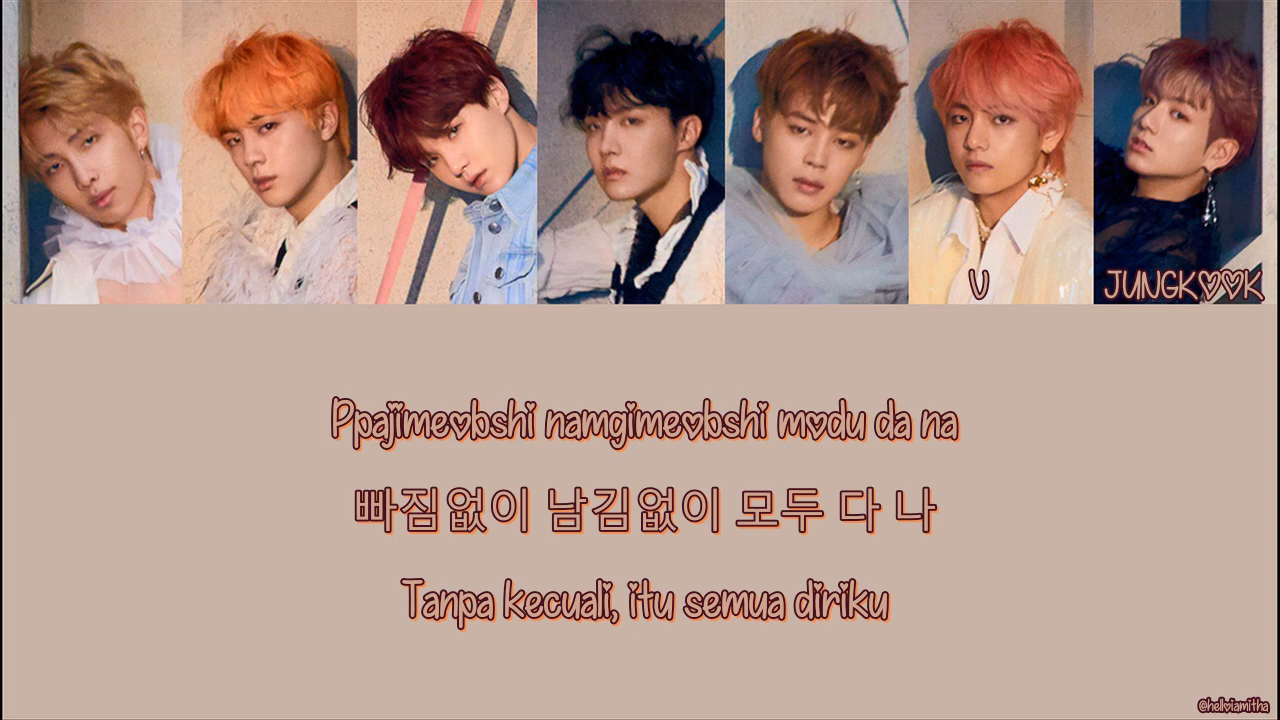 V
JUNGKOOK
Ppajimeobshi namgimeobshi modu da na
빠짐없이 남김없이 모두 다 나
Tanpa kecuali, itu semua diriku
@helloiamitha